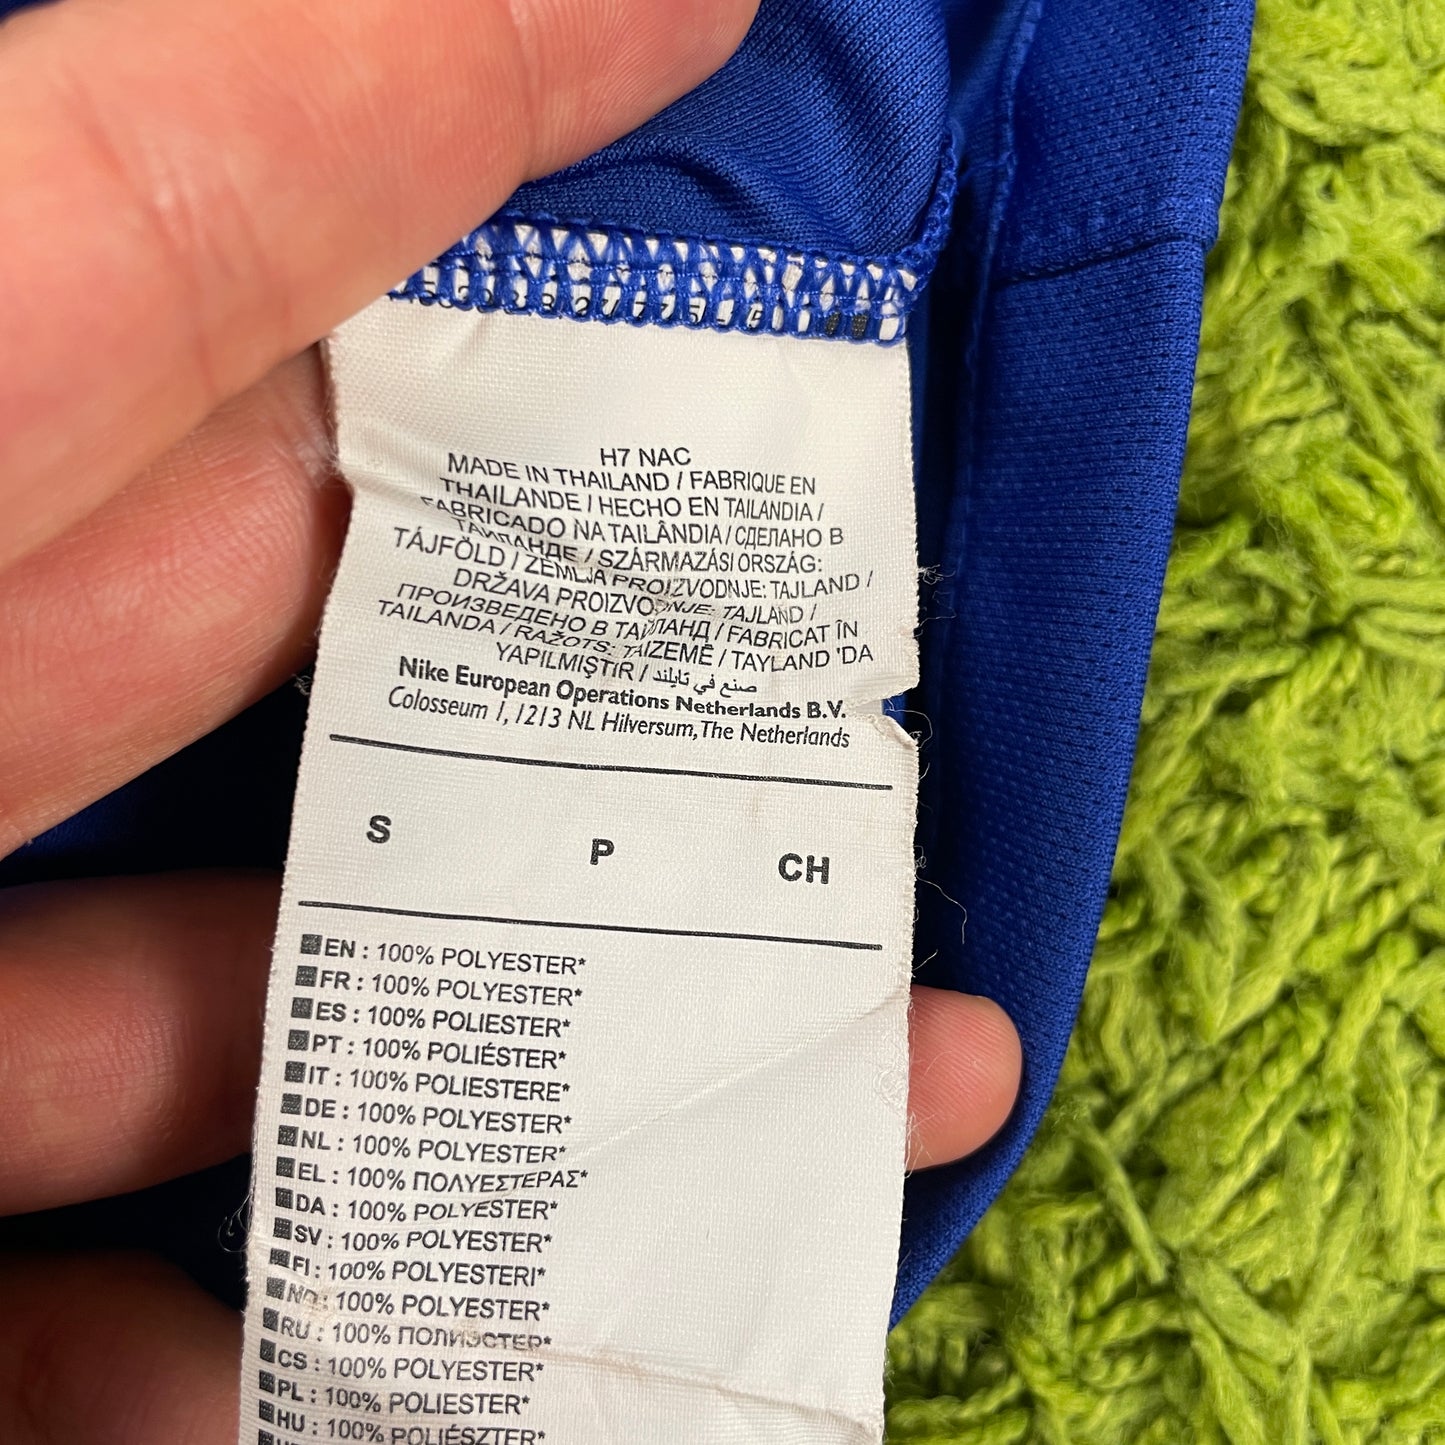 H7 NAC
MADE IN THAILAND / FABRIQUE EN
THAILANDE / HECHO EN TAILANDIA /
FABRICADO NA TAILÂNDIA / СДЕЛАНО В
ТАИЛАНДЕ / SZÁRMAZÁSI ORSZÁG:
TÁJFÖLD / ZEMLJA PROIZVODNJE: TAJLAND /
DRŽAVA PROIZVODNJE: TAJLAND /
ПРОИЗВЕДЕНО В ТАЙЛАНД / FABRICAT ÎN
TAILANDA / RAŽOTS: TAIZEMĒ / TAYLAND 'DA
YAPILMIŞTIR / صنع في تايلند
Nike European Operations Netherlands B.V.
Colosseum 1, 1213 NL Hilversum, The Netherlands
S P CH
EN : 100% POLYESTER*
FR : 100% POLYESTER*
ES : 100% POLIESTER*
PT : 100% POLIÉSTER*
IT : 100% POLIESTERE*
DE : 100% POLYESTER*
NL : 100% POLYESTER*
EL : 100% ΠΟΛΥΕΣΤΕΡΑΣ*
DA : 100% POLYESTER*
SV : 100% POLYESTER*
FI : 100% POLYESTERI*
NO : 100% POLYESTER*
RU : 100% ПОЛИЭСТЕР*
CS : 100% POLYESTER*
PL : 100% POLIESTER*
HU : 100% POLIÉSZTER*